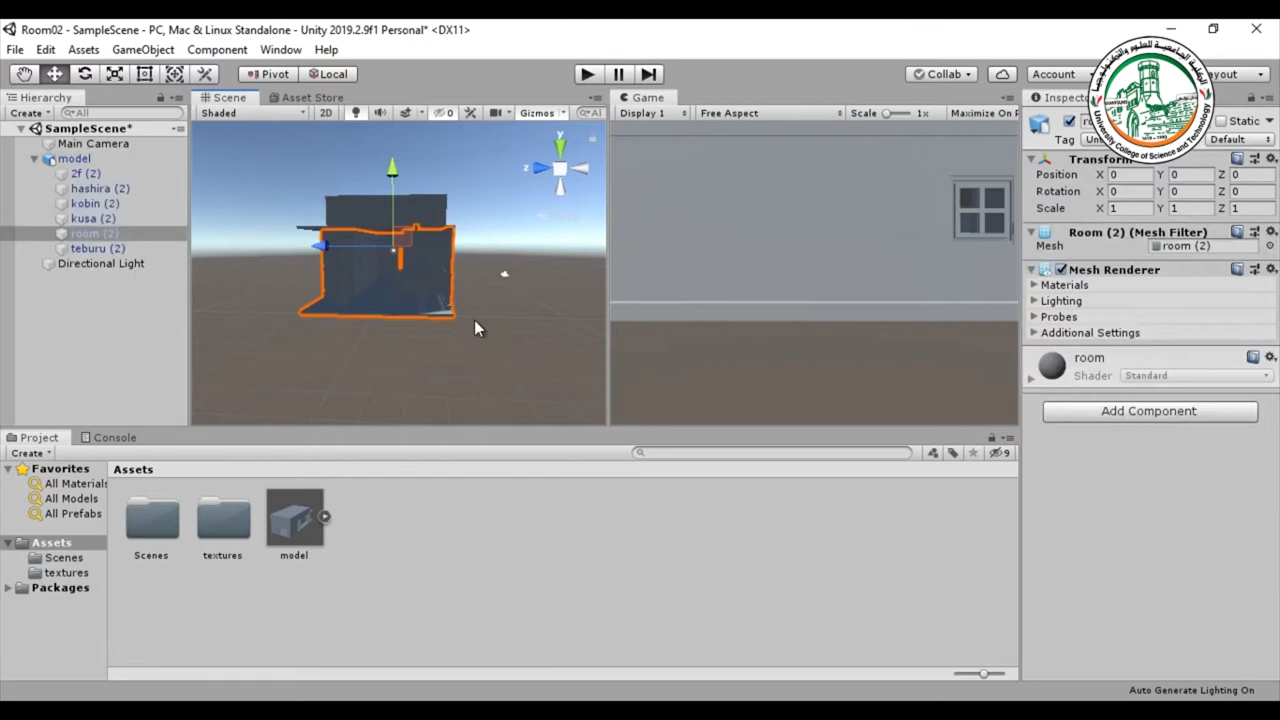 Room02 - SampleScene - PC, Mac & Linux Standalone - Unity 2019.2.9f1 Personal* <DX11>
File Edit Assets GameObject Component Window Help
Pivot Local Collab Account
Hierarchy Scene Asset Store Game
Create All Shaded 2D 0 Gizmos Display 1 Free Aspect Scale 1x Maximize On P Static
SampleScene* Tag Default
Main Camera
model
2f (2)
hashira (2)
kobin (2)
kusa (2)
room (2)
teburu (2)
Directional Light
y
z
Transform
Position X 0 Y 0 Z 0
Rotation X 0 Y 0 Z 0
Scale X 1 Y 1 Z 1
Room (2) (Mesh Filter)
Mesh room (2)
Mesh Renderer
Materials
Lighting
Probes
Additional Settings
room
Shader Standard
Add Component
Project Console
Create 9
Favorites
All Materials
All Models
All Prefabs
Assets
Scenes
textures
Packages
Assets
Scenes textures model
Auto Generate Lighting On
University College of Science and Technology